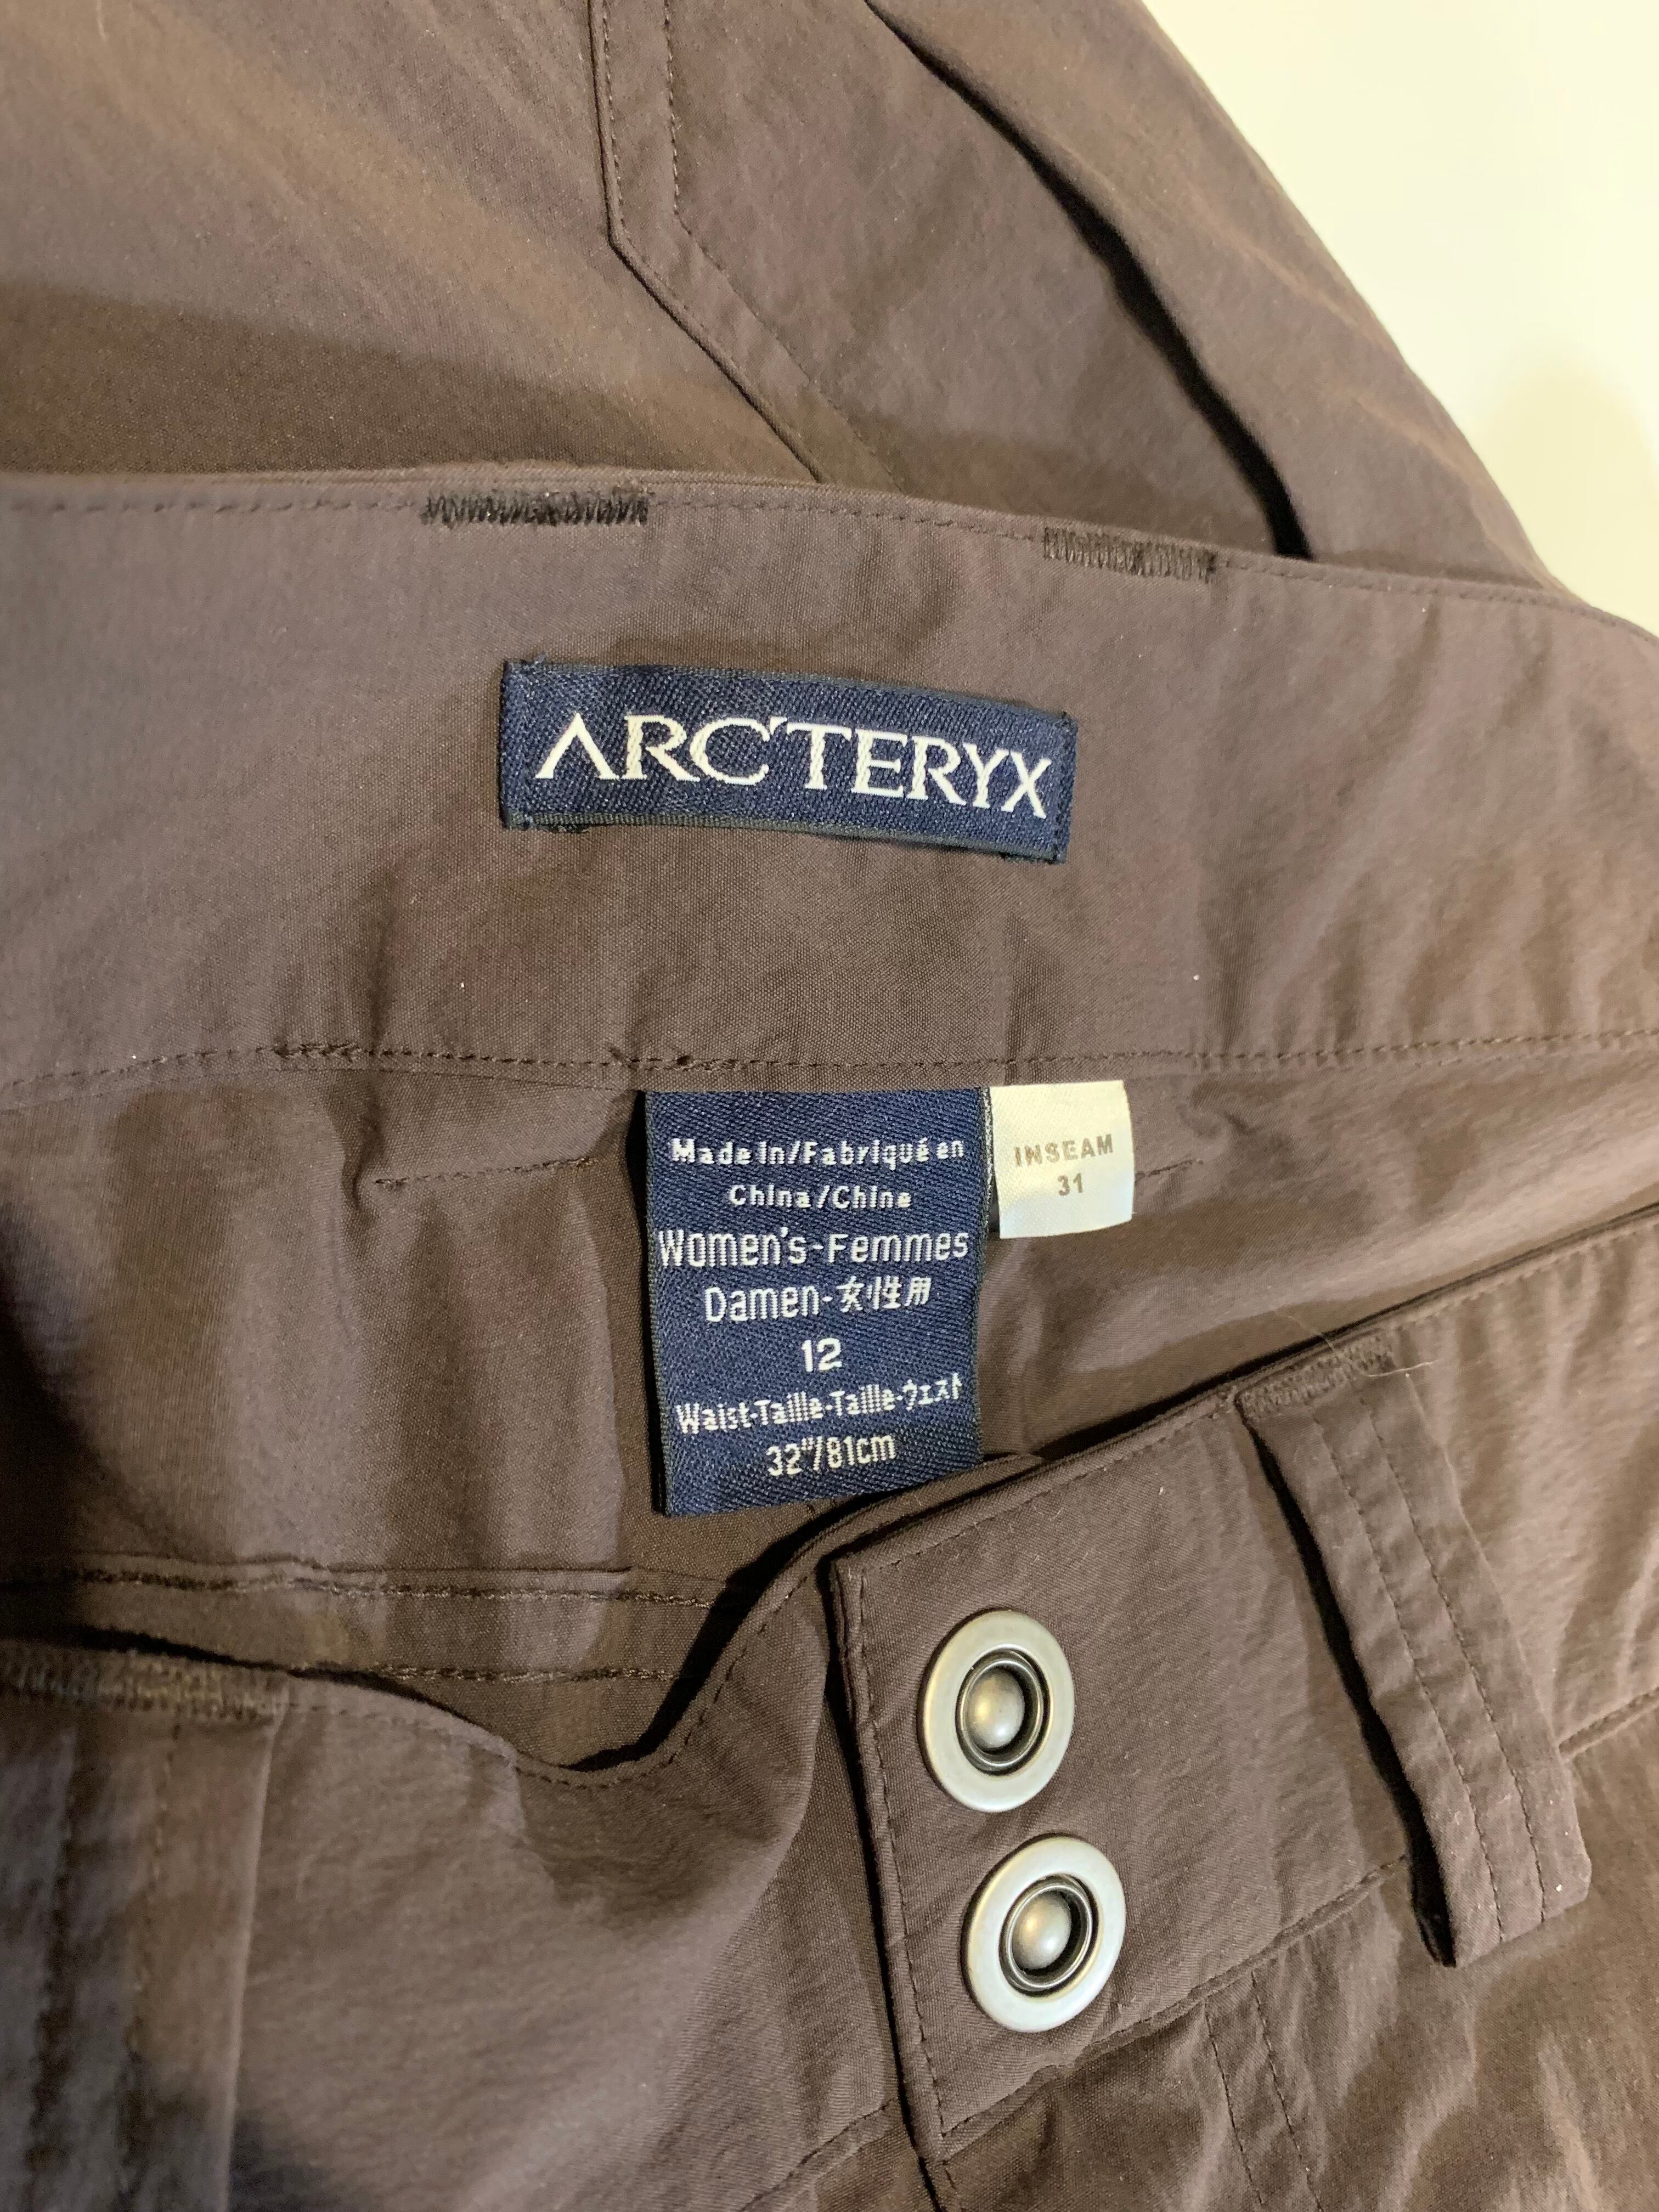 ARC'TERYX
Made in/Fabriqué en
China/Chine
Women's-Femmes
Damen-女性用
12
Waist-Taille-Taille-ウエスト
32"/81cm
INSEAM
31